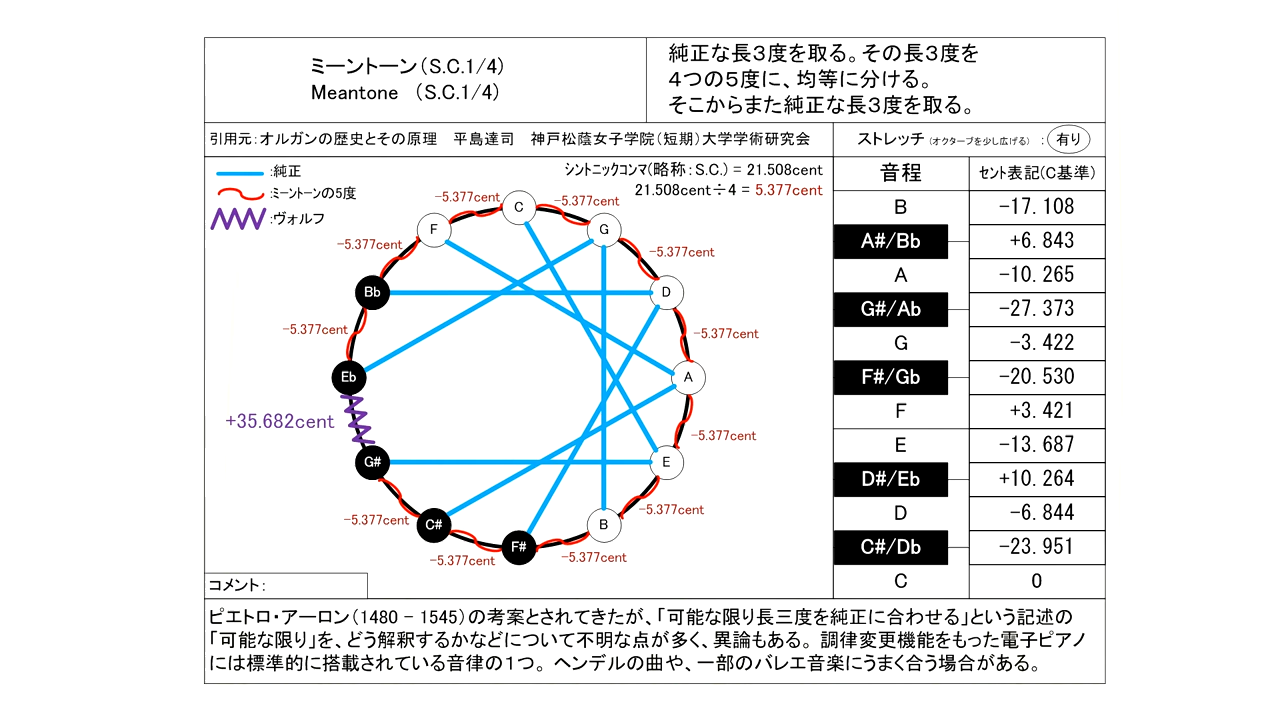 ミーントーン(S.C.1/4)
Meantone (S.C.1/4)
純正な長3度を取る。その長3度を
4つの5度に、均等に分ける。
そこからまた純正な長3度を取る。
引用元:オルガンの歴史とその原理 平島達司 神戸松蔭女子学院(短期)大学学術研究会
ストレッチ (オクターブを少し広げる) : 有り
:純正
:ミーントーンの5度
:ヴォルフ
シントニックコンマ(略称:S.C.) = 21.508cent
21.508cent÷4 = 5.377cent
-5.377cent
-5.377cent
C
F
G
-5.377cent
-5.377cent
Bb
D
-5.377cent
-5.377cent
Eb
A
+35.682cent
-5.377cent
G#
E
-5.377cent
-5.377cent
C#
B
F#
-5.377cent
-5.377cent
音程
セント表記(C基準)
B
-17.108
A#/Bb
+6.843
A
-10.265
G#/Ab
-27.373
G
-3.422
F#/Gb
-20.530
F
+3.421
E
-13.687
D#/Eb
+10.264
D
-6.844
C#/Db
-23.951
C
0
コメント:
ピエトロ・アーロン(1480 - 1545)の考案とされてきたが、「可能な限り長三度を純正に合わせる」という記述の
「可能な限り」を、どう解釈するかなどについて不明な点が多く、異論もある。 調律変更機能をもった電子ピアノ
には標準的に搭載されている音律の1つ。 ヘンデルの曲や、一部のバレエ音楽にうまく合う場合がある。